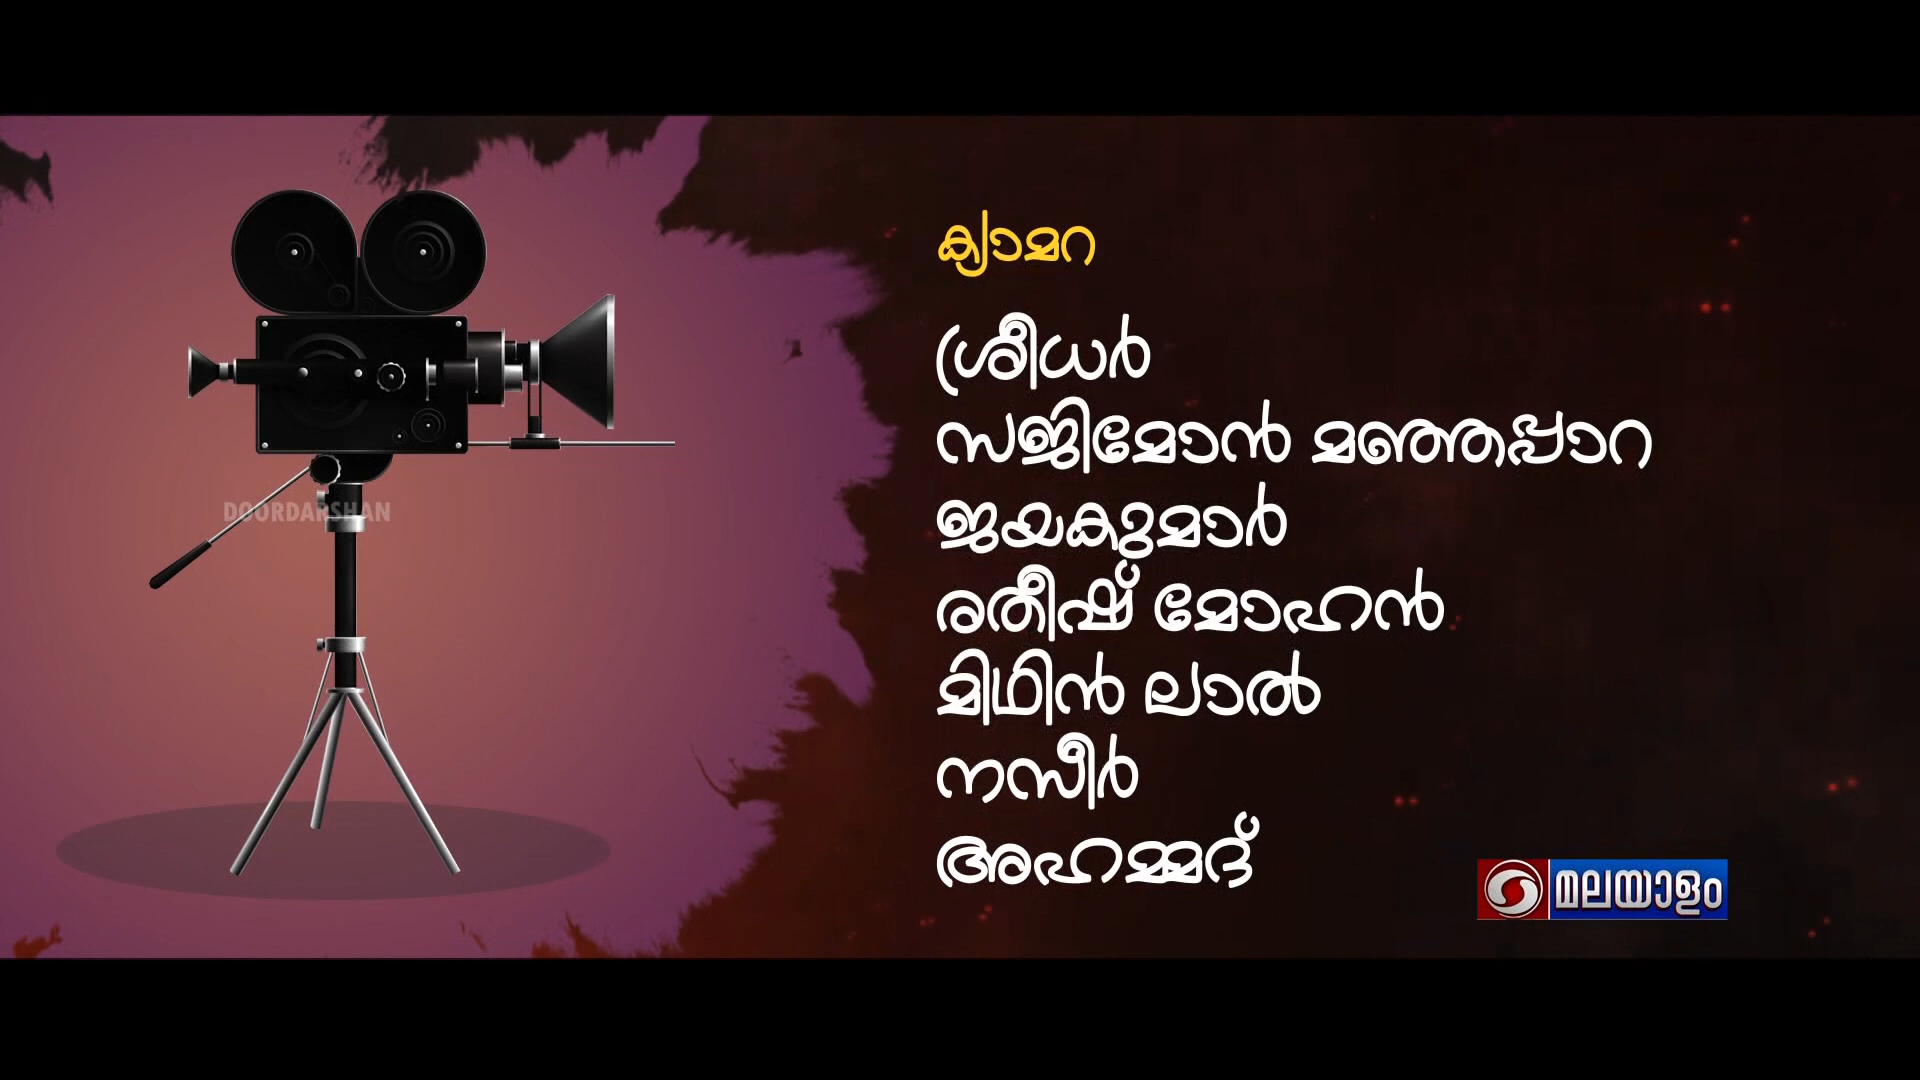 ക്യാമറ
ശ്രീധർ
സജിമോൻ മഞ്ഞപ്പാറ
ജയകുമാർ
രതീഷ് മോഹൻ
മിഥിൻ ലാൽ
നസീർ
അഹമ്മദ്
DOORDARSHAN
മലയാളം